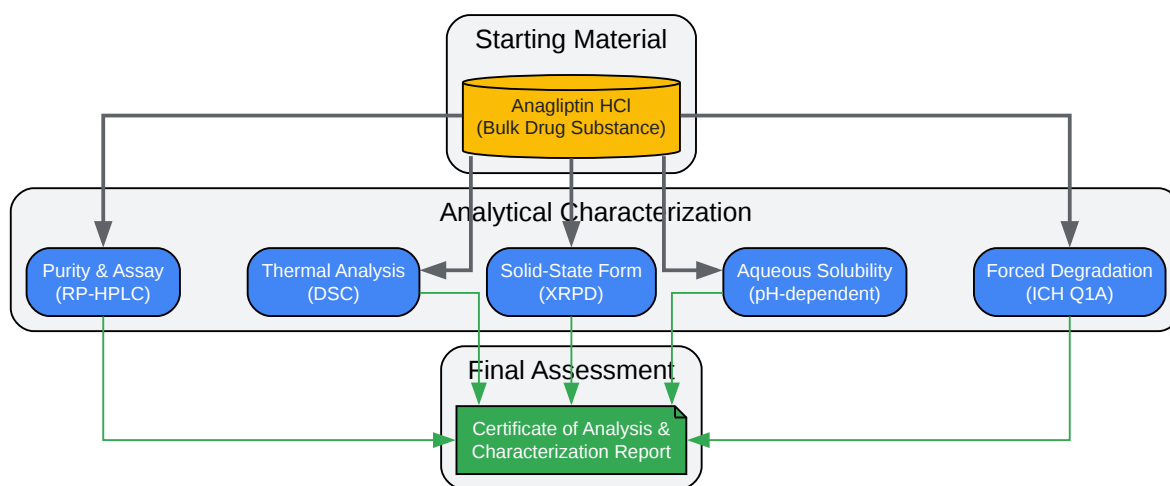 Starting Material
Anagliptin HCl
(Bulk Drug Substance)
Analytical Characterization
Purity & Assay
(RP-HPLC)
Thermal Analysis
(DSC)
Solid-State Form
(XRPD)
Aqueous Solubility
(pH-dependent)
Forced Degradation
(ICH Q1A)
Final Assessment
Certificate of Analysis &
Characterization Report